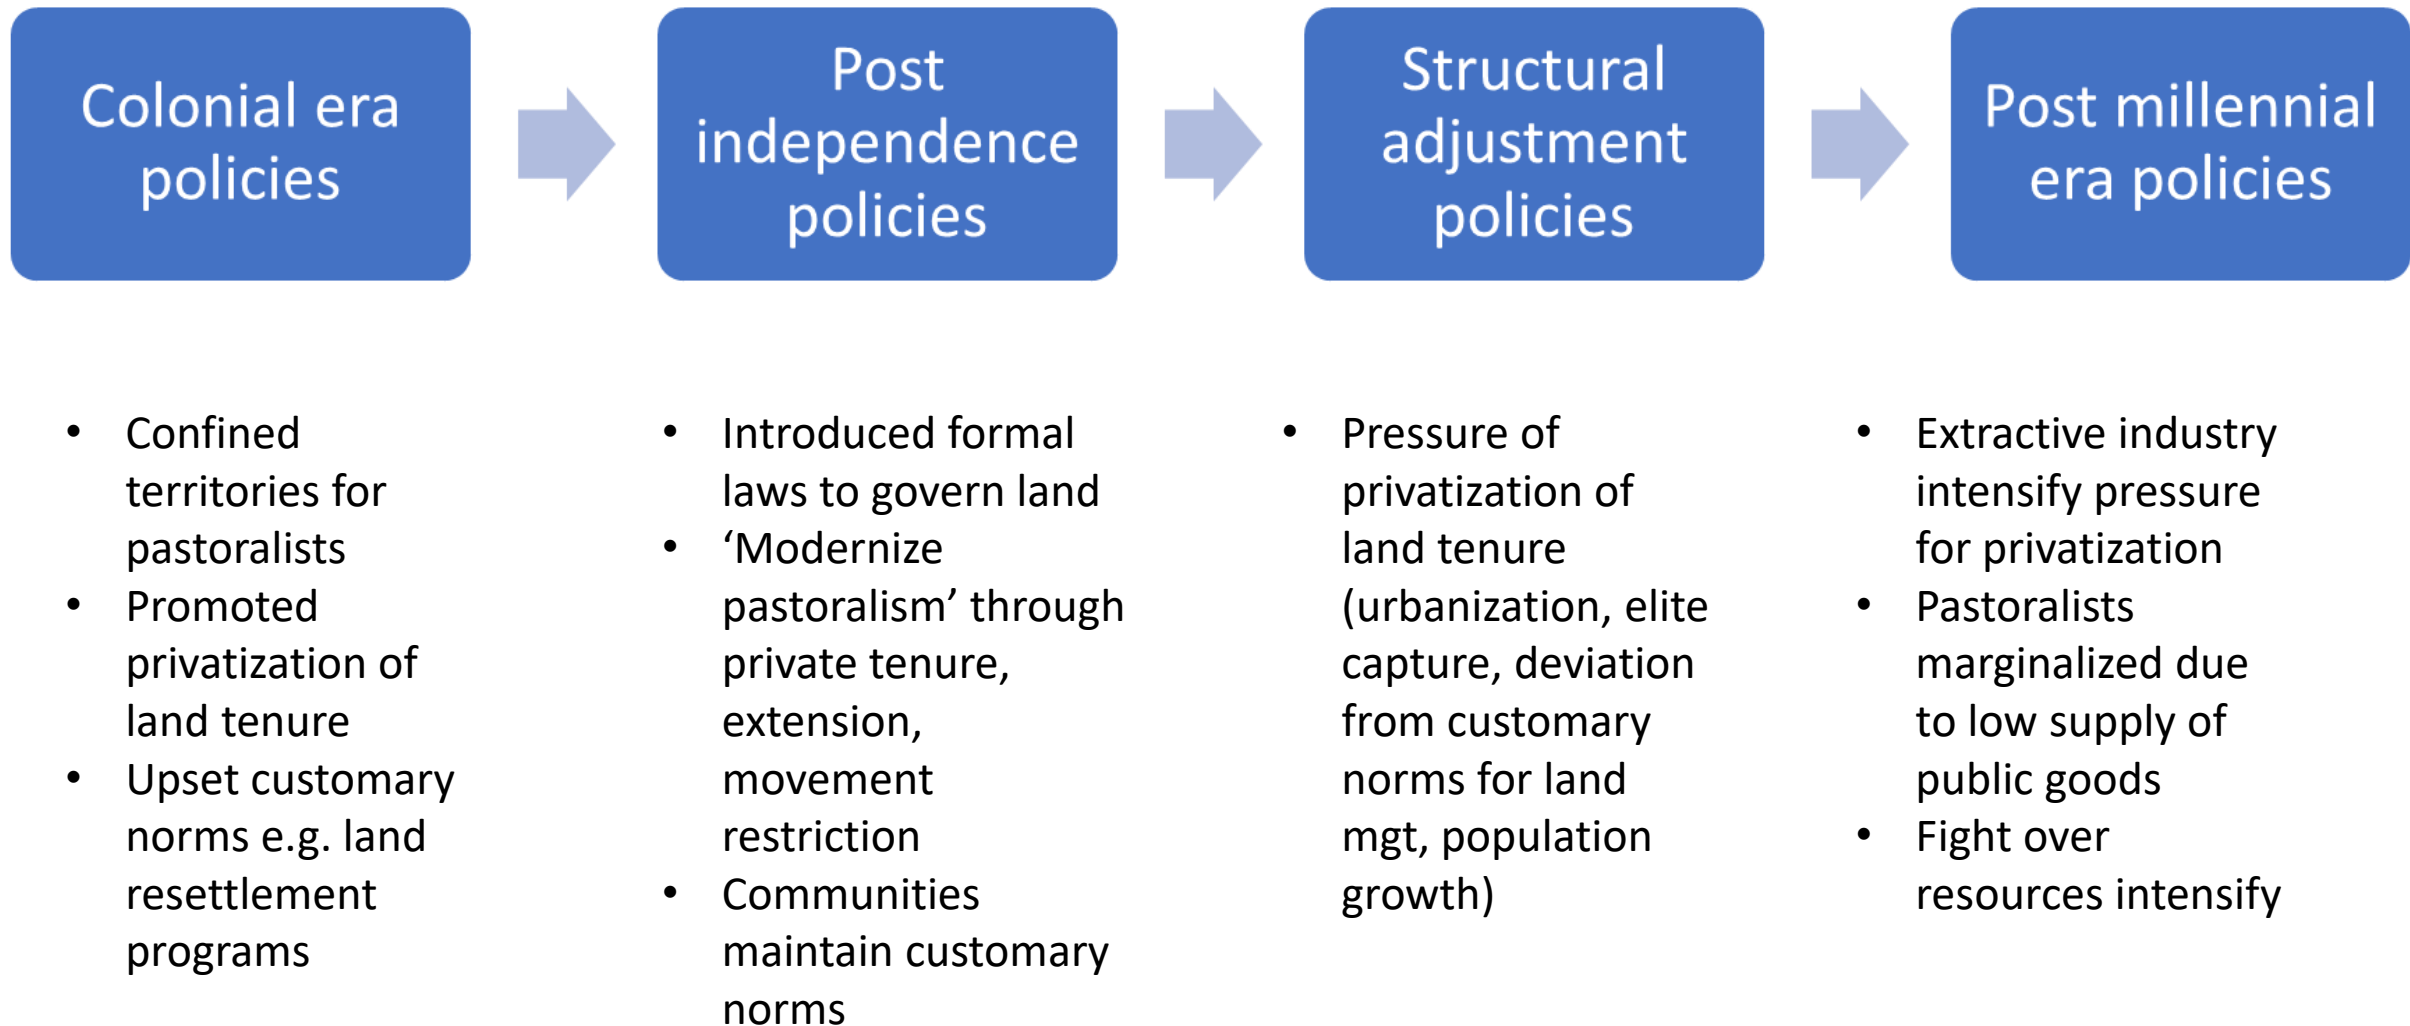 Colonial era
policies
Post
independence
policies
Structural
adjustment
policies
Post millennial
era policies
• Confined
territories for
pastoralists
• Promoted
privatization of
land tenure
• Upset customary
norms e.g. land
resettlement
programs
• Introduced formal
laws to govern land
• ‘Modernize
pastoralism’ through
private tenure,
extension,
movement
restriction
• Communities
maintain customary
norms
• Pressure of
privatization of
land tenure
(urbanization, elite
capture, deviation
from customary
norms for land
mgt, population
growth)
• Extractive industry
intensify pressure
for privatization
• Pastoralists
marginalized due
to low supply of
public goods
• Fight over
resources intensify